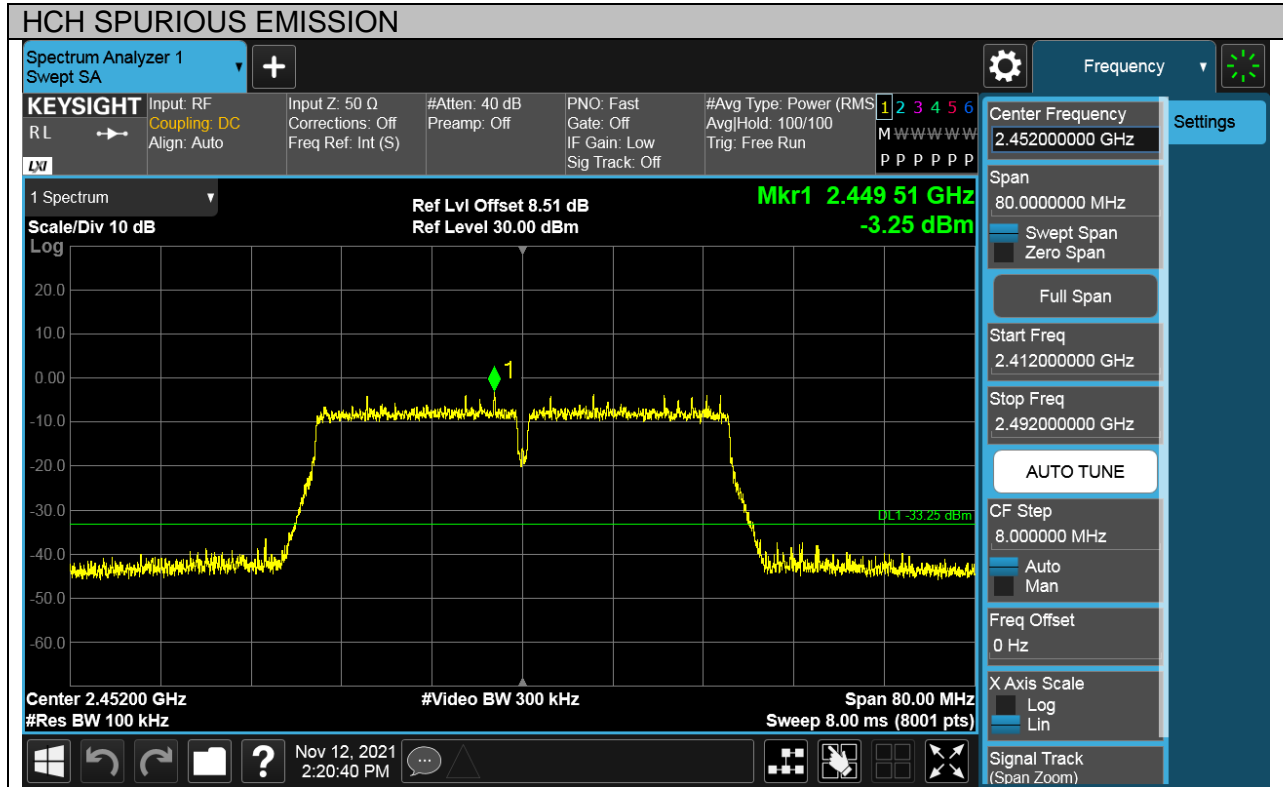 HCH SPURIOUS EMISSION
Spectrum Analyzer 1
Swept SA
Frequency
KEYSIGHT
RL
LXI
Input: RF
Coupling: DC
Align: Auto
Input Z: 50 Ω
Corrections: Off
Freq Ref: Int (S)
#Atten: 40 dB
Preamp: Off
PNO: Fast
Gate: Off
IF Gain: Low
Sig Track: Off
#Avg Type: Power (RMS
Avg|Hold: 100/100
Trig: Free Run
1 2 3 4 5 6
M W W W W W
P P P P P P
1 Spectrum
Scale/Div 10 dB
Ref Lvl Offset 8.51 dB
Ref Level 30.00 dBm
Mkr1 2.449 51 GHz
-3.25 dBm
Log
20.0
10.0
0.00
-10.0
-20.0
-30.0
-40.0
-50.0
-60.0
1
DL1 -33.25 dBm
Center 2.45200 GHz
#Res BW 100 kHz
#Video BW 300 kHz
Span 80.00 MHz
Sweep 8.00 ms (8001 pts)
Nov 12, 2021
2:20:40 PM
Center Frequency
2.452000000 GHz
Settings
Span
80.0000000 MHz
Swept Span
Zero Span
Full Span
Start Freq
2.412000000 GHz
Stop Freq
2.492000000 GHz
AUTO TUNE
CF Step
8.000000 MHz
Auto
Man
Freq Offset
0 Hz
X Axis Scale
Log
Lin
Signal Track
(Span Zoom)